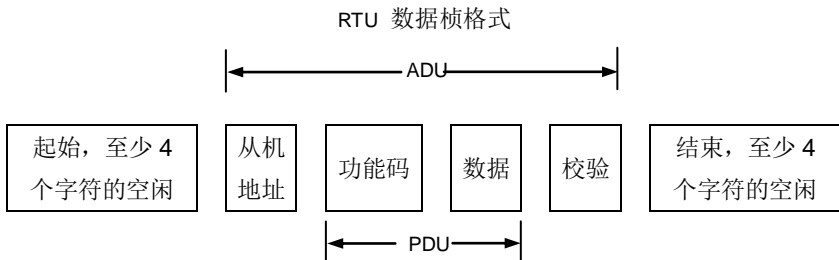 RTU 数据桢格式
ADU
起始，至少 4
个字符的空闲
从机
地址
功能码
数据
校验
结束，至少 4
个字符的空闲
PDU